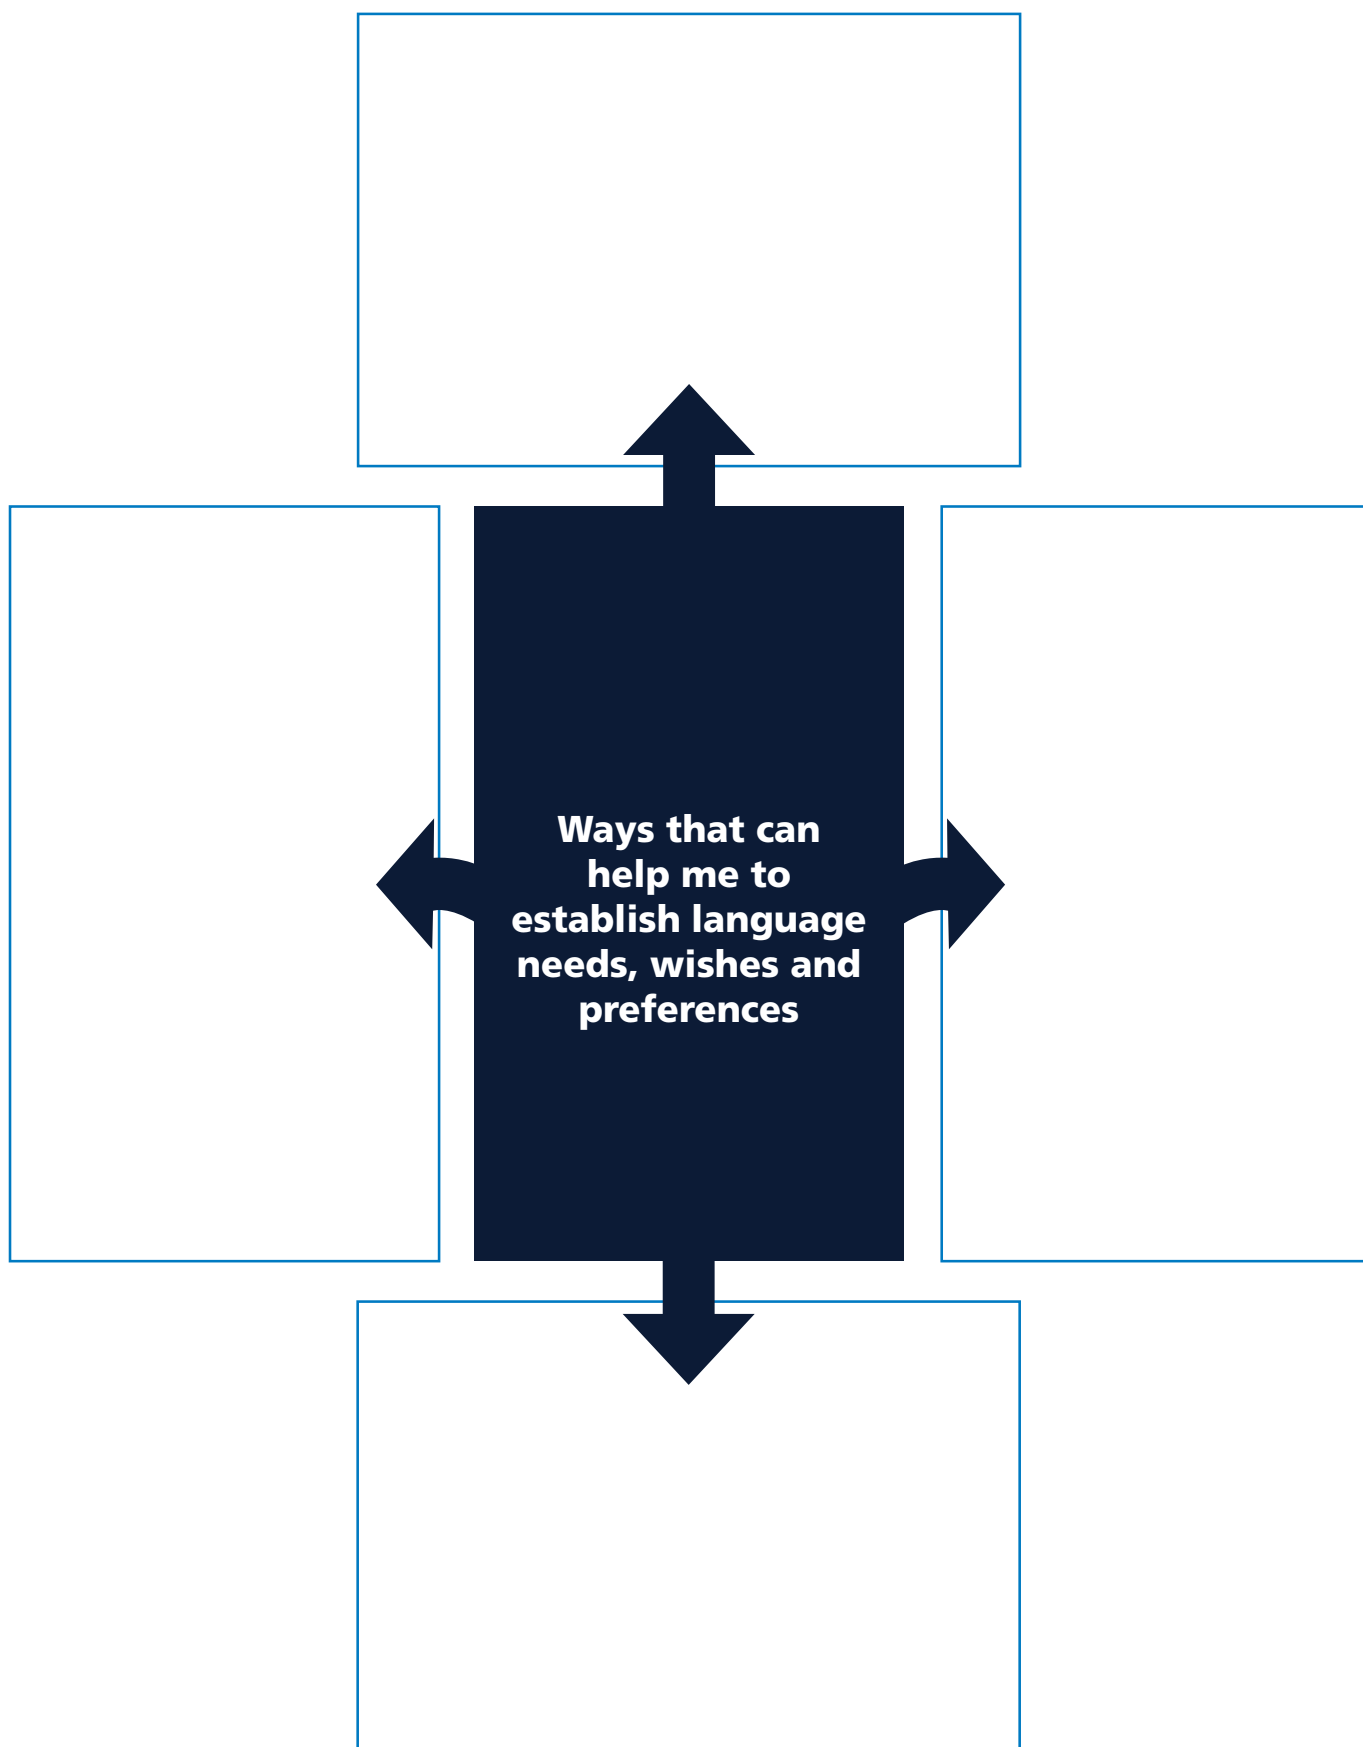 Ways that can
help me to
establish language
needs, wishes and
preferences